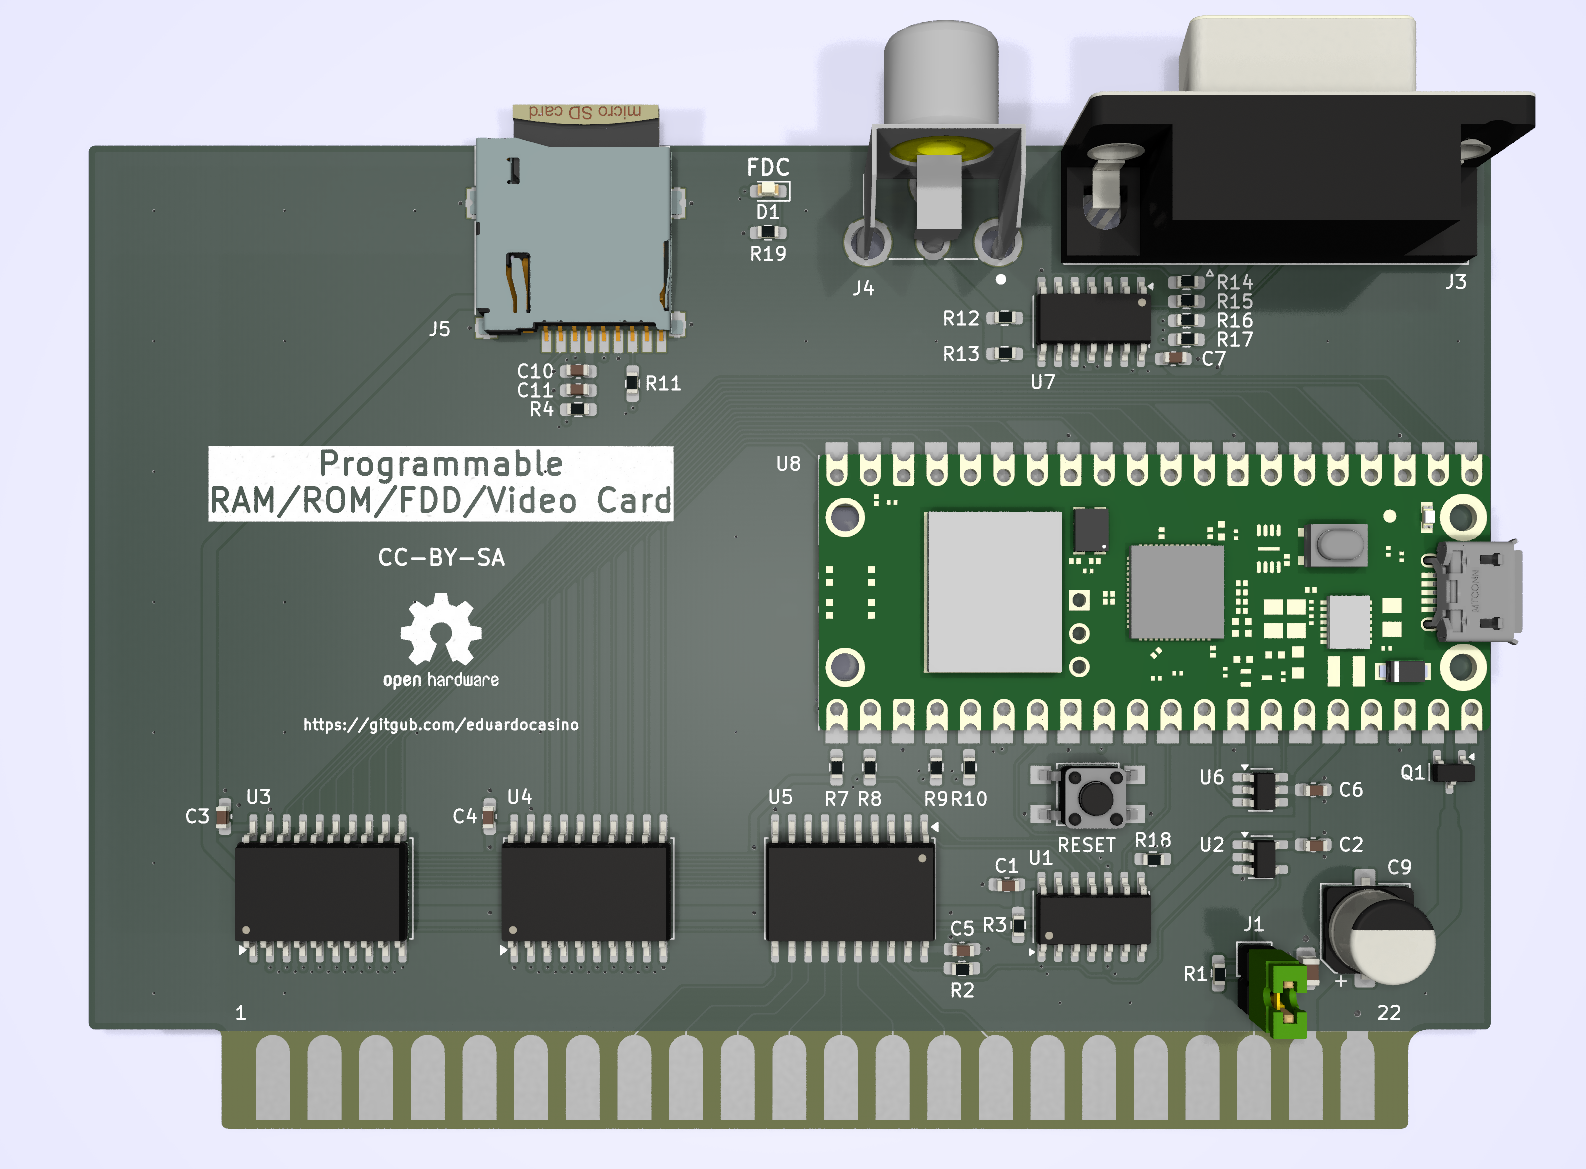 micro SD card
FDC
D1
R19
J4
J3
J5
R12
R13
R14
R15
R16
R17
C7
U7
C10
C11
R4
R11
Programmable
RAM/ROM/FDD/Video Card
CC-BY-SA
open hardware
https://gitgub.com/eduardocasino
U8
MTCONN
R7
R8
R9
R10
RESET
R18
U6
C6
Q1
U2
C2
C3
U3
C4
U4
U5
U1
C1
R3
C5
R2
J1
R1
C9
+
1
22